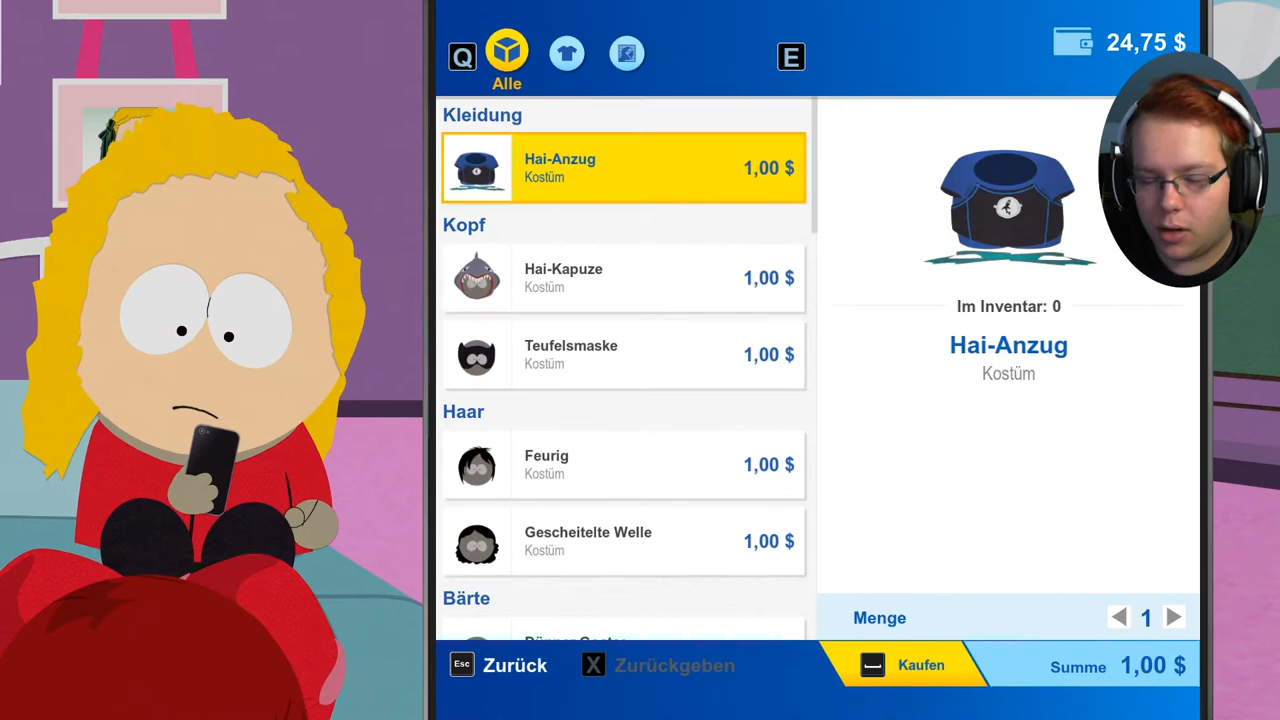 Q
E
24,75 $
Alle
Kleidung
Hai-Anzug
Kostüm
1,00 $
Kopf
Hai-Kapuze
Kostüm
1,00 $
Teufelsmaske
Kostüm
1,00 $
Haar
Feurig
Kostüm
1,00 $
Gescheitelte Welle
Kostüm
1,00 $
Bärte
Im Inventar: 0
Hai-Anzug
Kostüm
Menge
1
Esc Zurück
X Zurückgeben
Kaufen
Summe 1,00 $